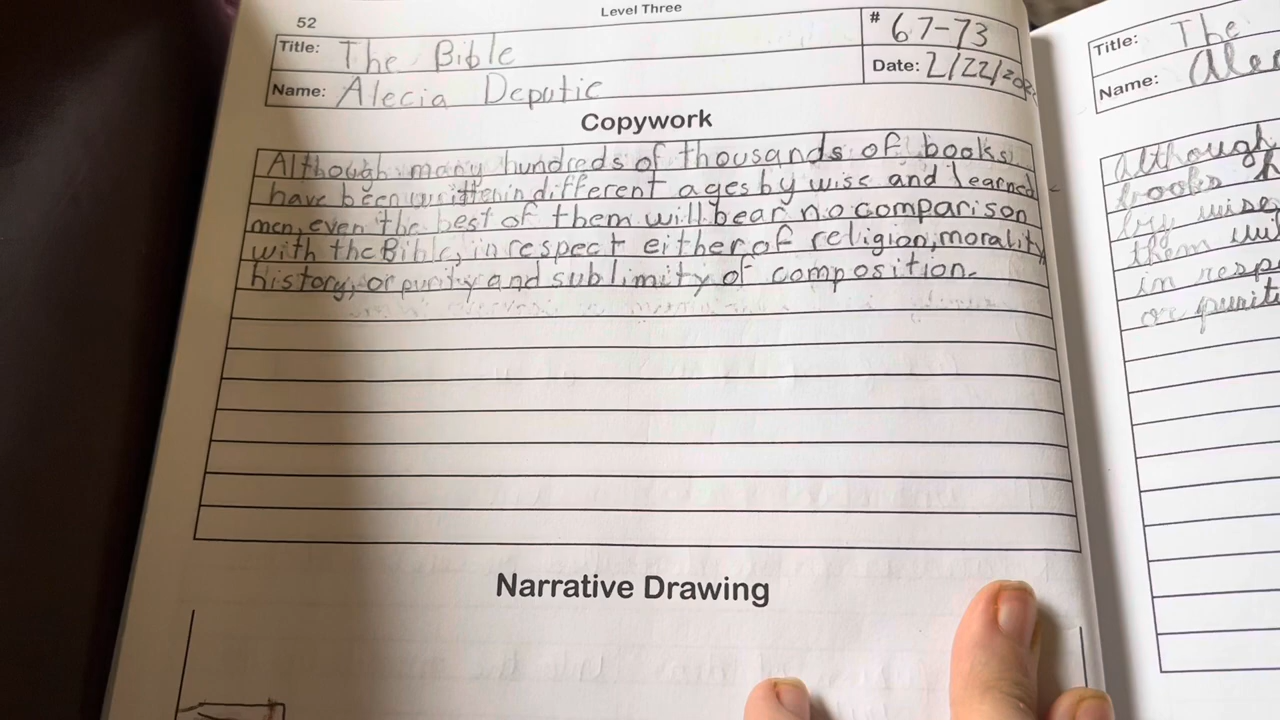 52
Level Three
Title: The Bible
# 67-73
Name: Alecia Deputie
Date: 2/22/202
Copywork
Although many hundreds of thousands of books
have been written in different ages by wise and learned
men, even the best of them will bear no comparison
with the Bible, in respect either of religion, morality
history, or purity and sublimity of composition.
Narrative Drawing
Title: The
Name: Alec
Although
books h
by wise
them wil
in resp
or purit